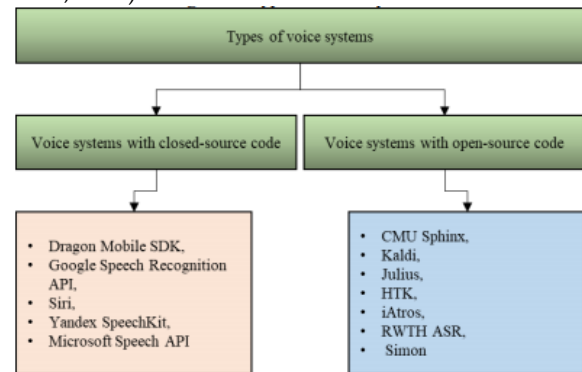 Types of voice systems
Voice systems with closed-source code
Voice systems with open-source code
• Dragon Mobile SDK,
• Google Speech Recognition
API,
• Siri,
• Yandex SpeechKit,
• Microsoft Speech API
• CMU Sphinx,
• Kaldi,
• Julius,
• HTK,
• iAtros,
• RWTH ASR,
• Simon